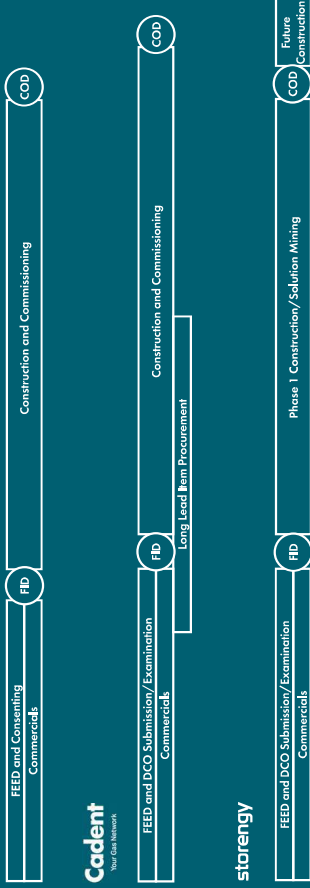 FEED and Consenting
Commercials
FID
Construction and Commissioning
COD
Cadent
Your Gas Network
FEED and DCO Submission/Examination
Commercials
FID
Construction and Commissioning
COD
Long Lead Item Procurement
storengy
FEED and DCO Submission/Examination
Commercials
FID
Phase 1 Construction/Solution Mining
COD
Future
Construction